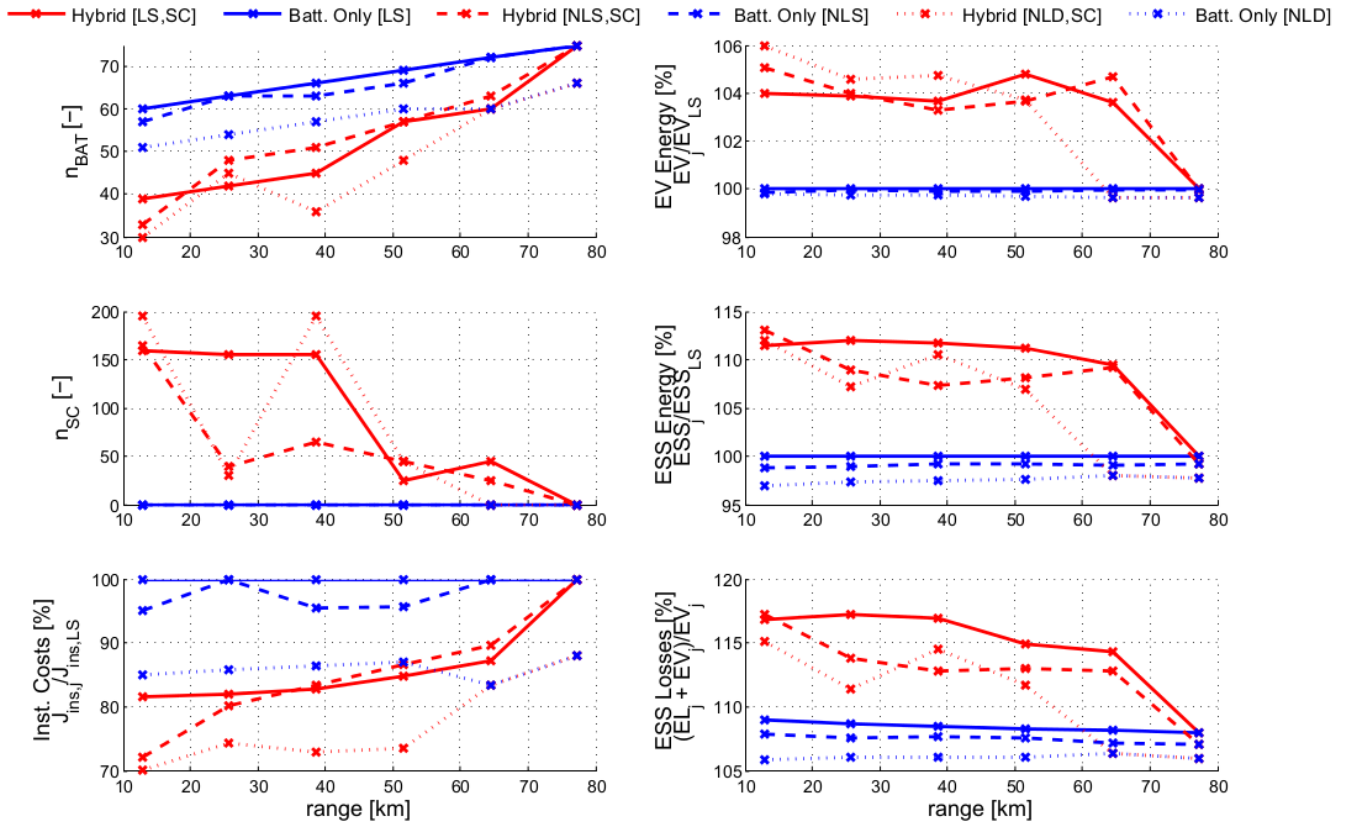 Hybrid [LS,SC] Batt. Only [LS] Hybrid [NLS,SC] Batt. Only [NLS] Hybrid [NLD,SC] Batt. Only [NLD]
n_BAT [-]
70
60
50
40
30
10 20 30 40 50 60 70 80
EV Energy [%]
EV_j/EV_LS
106
104
102
100
98
10 20 30 40 50 60 70 80
n_SC [-]
200
150
100
50
0
10 20 30 40 50 60 70 80
ESS Energy [%]
ESS_j/ESS_LS
115
110
105
100
95
10 20 30 40 50 60 70 80
Inst. Costs [%]
J_ins,j/J_ins,LS
100
90
80
70
10 20 30 40 50 60 70 80
range [km]
ESS Losses [%]
(EL_j + EV_j)/EV_j
120
115
110
105
10 20 30 40 50 60 70 80
range [km]